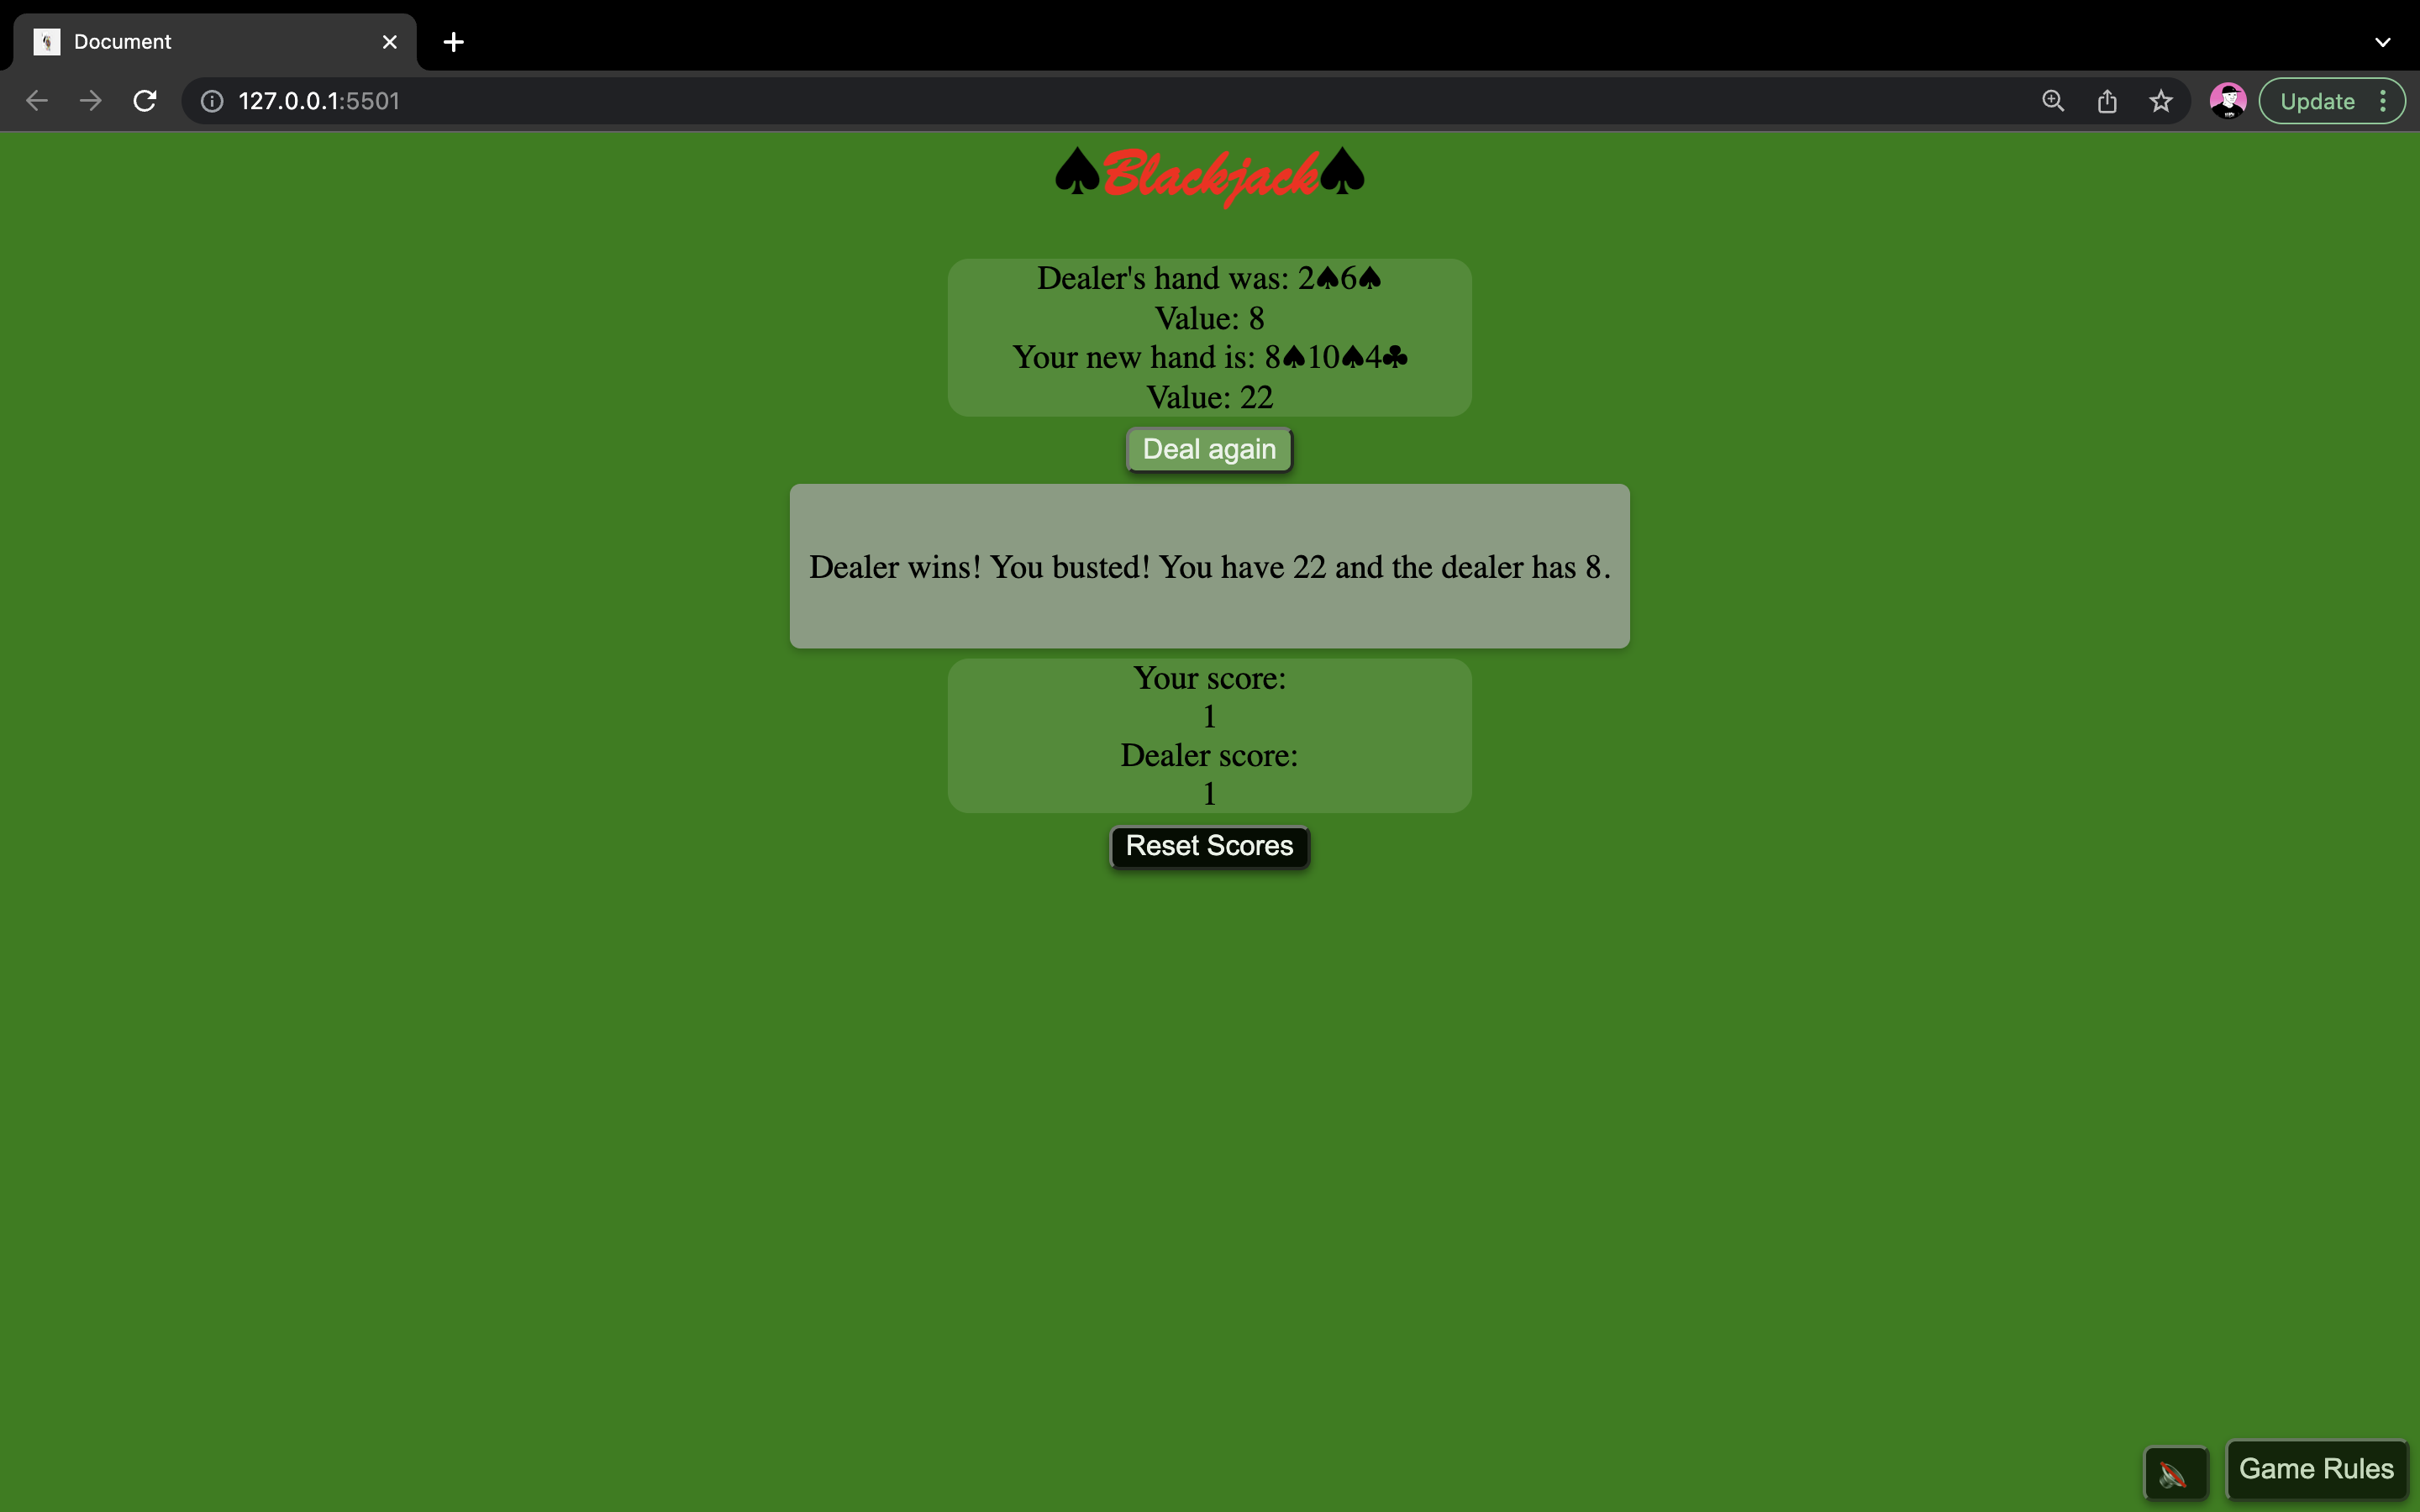 Document
127.0.0.1:5501
Update
♠Blackjack♠
Dealer's hand was: 2♠6♠
Value: 8
Your new hand is: 8♠10♠4♣
Value: 22
Deal again
Dealer wins! You busted! You have 22 and the dealer has 8.
Your score:
1
Dealer score:
1
Reset Scores
Game Rules